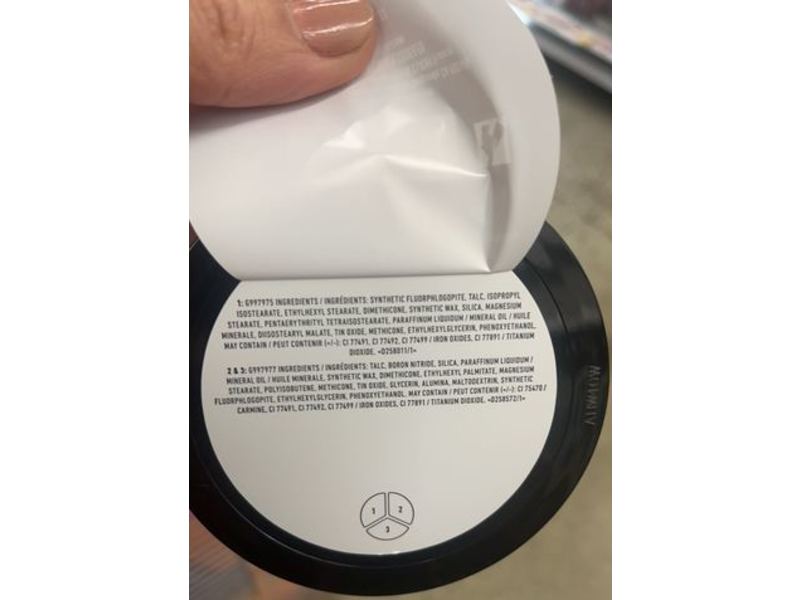 1: G997975 INGREDIENTS / INGRÉDIENTS: SYNTHETIC FLUORPHLOGOPITE, TALC, ISOPROPYL
ISOSTEARATE, ETHYLHEXYL STEARATE, DIMETHICONE, SYNTHETIC WAX, SILICA, MAGNESIUM
STEARATE, PENTAERYTHRITYL TETRAISOSTEARATE, PARAFFINUM LIQUIDUM / MINERAL OIL / HUILE
MINERALE, DIISOSTEARYL MALATE, TIN OXIDE, METHICONE, ETHYLHEXYLGLYCERIN, PHENOXYETHANOL,
MAY CONTAIN / PEUT CONTENIR (+/-): CI 77491, CI 77492, CI 77499 / IRON OXIDES, CI 77891 / TITANIUM
DIOXIDE. <D258011/1>
2 & 3: G997977 INGREDIENTS / INGRÉDIENTS: TALC, BORON NITRIDE, SILICA, PARAFFINUM LIQUIDUM /
MINERAL OIL / HUILE MINERALE, SYNTHETIC WAX, DIMETHICONE, ETHYLHEXYL PALMITATE, MAGNESIUM
STEARATE, POLYISOBUTENE, METHICONE, TIN OXIDE, GLYCERIN, ALUMINA, MALTODEXTRIN, SYNTHETIC
FLUORPHLOGOPITE, ETHYLHEXYLGLYCERIN, PHENOXYETHANOL. MAY CONTAIN / PEUT CONTENIR (+/-): CI 75470 /
CARMINE, CI 77491, CI 77492, CI 77499 / IRON OXIDES, CI 77891 / TITANIUM DIOXIDE. <D258572/1>
1 2
3